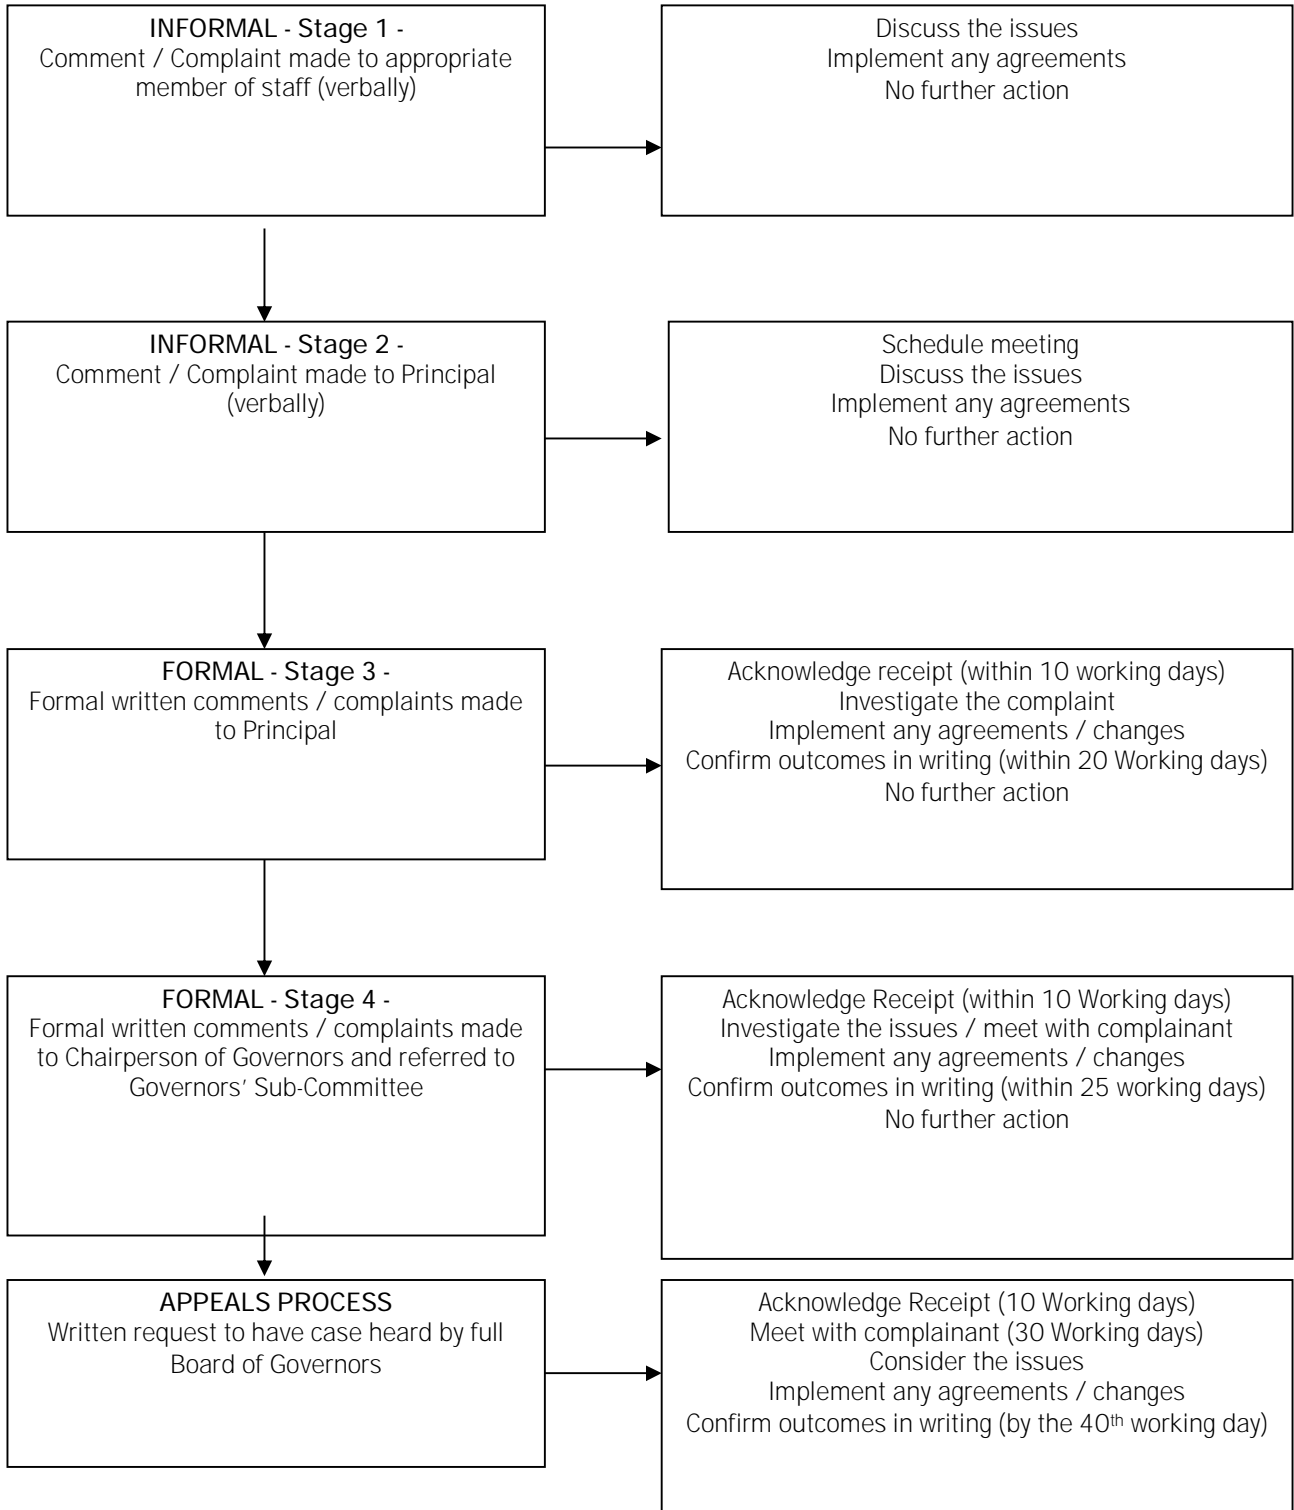 INFORMAL - Stage 1 -
Comment / Complaint made to appropriate
member of staff (verbally)
Discuss the issues
Implement any agreements
No further action
INFORMAL - Stage 2 -
Comment / Complaint made to Principal
(verbally)
Schedule meeting
Discuss the issues
Implement any agreements
No further action
FORMAL - Stage 3 -
Formal written comments / complaints made
to Principal
Acknowledge receipt (within 10 working days)
Investigate the complaint
Implement any agreements / changes
Confirm outcomes in writing (within 20 Working days)
No further action
FORMAL - Stage 4 -
Formal written comments / complaints made
to Chairperson of Governors and referred to
Governors’ Sub-Committee
Acknowledge Receipt (within 10 Working days)
Investigate the issues / meet with complainant
Implement any agreements / changes
Confirm outcomes in writing (within 25 working days)
No further action
APPEALS PROCESS
Written request to have case heard by full
Board of Governors
Acknowledge Receipt (10 Working days)
Meet with complainant (30 Working days)
Consider the issues
Implement any agreements / changes
Confirm outcomes in writing (by the 40th working day)